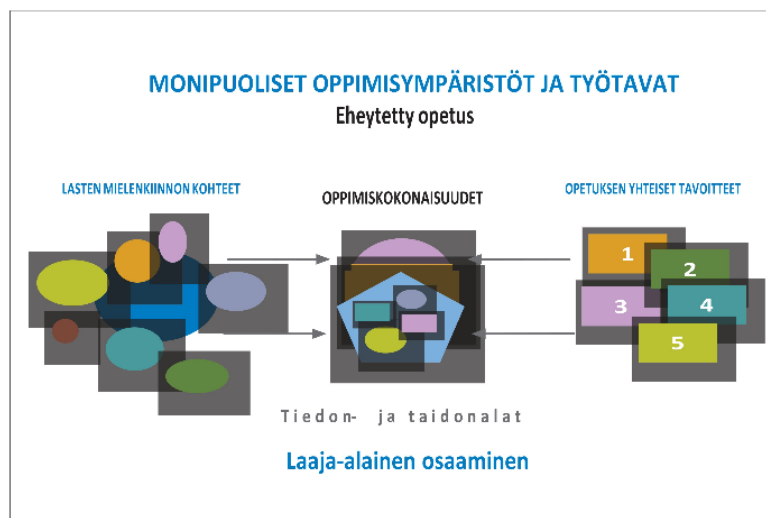 MONIPUOLISET OPPIMISYMPÄRISTÖT JA TYÖTAVAT
Eheytetty opetus
LASTEN MIELENKIINNON KOHTEET
OPPIMISKOKONAISUUDET
OPETUKSEN YHTEISET TAVOITTEET
1
2
3
4
5
Tiedon- ja taidonalat
Laaja-alainen osaaminen